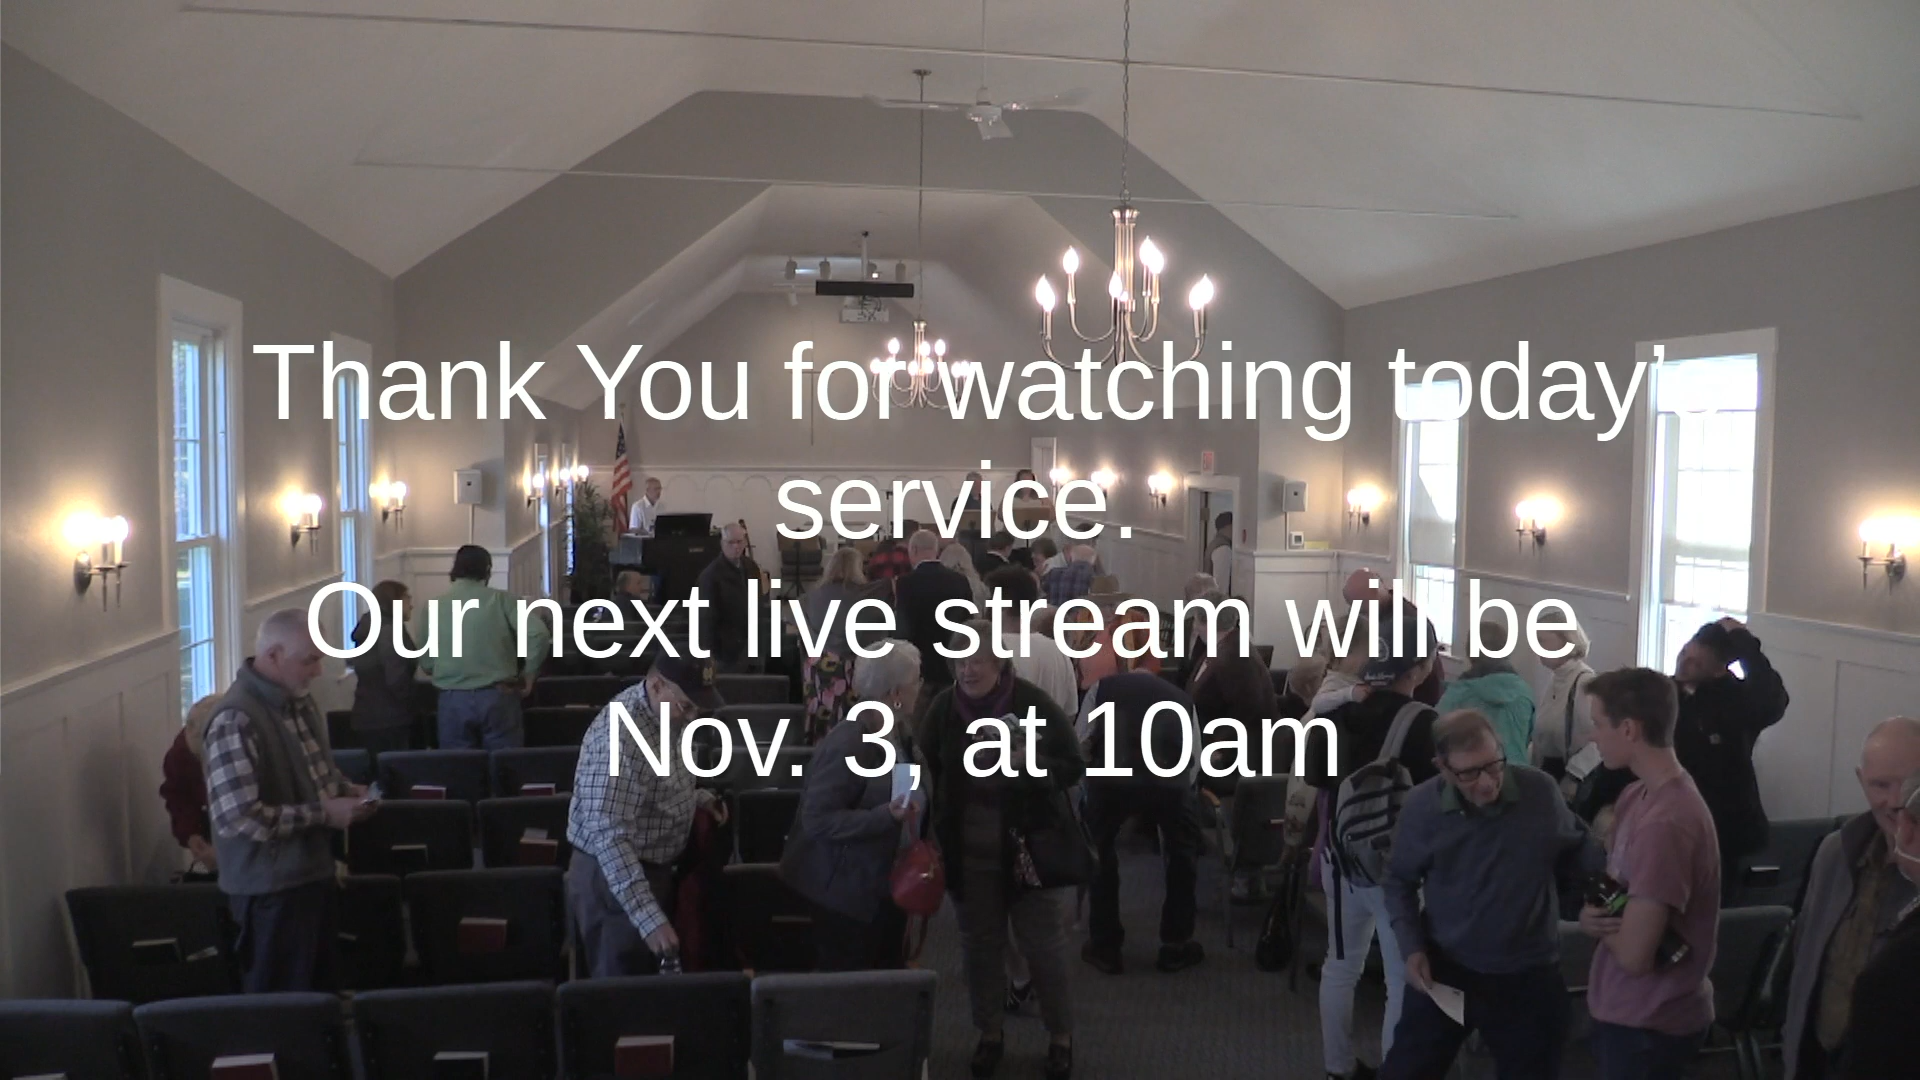 Thank You for watching today's
service.
Our next live stream will be
Nov. 3, at 10am